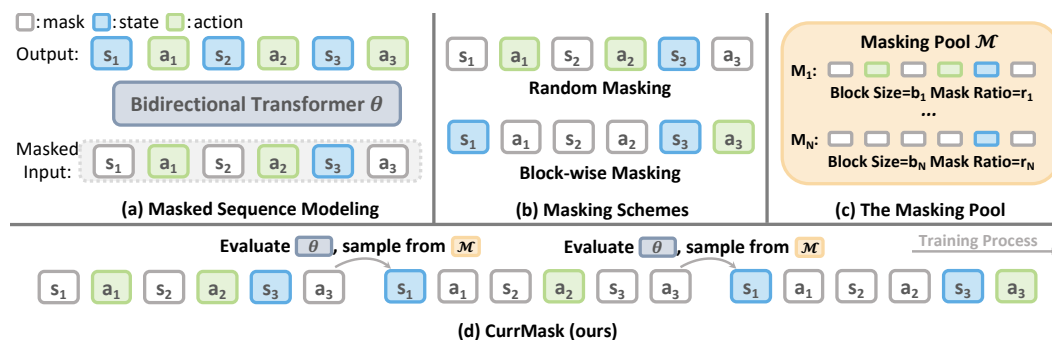 :mask :state :action
Output: s1 a1 s2 a2 s3 a3
Bidirectional Transformer θ
Masked Input: s1 a1 s2 a2 s3 a3
(a) Masked Sequence Modeling
s1 a1 s2 a2 s3 a3
Random Masking
s1 a1 s2 a2 s3 a3
Block-wise Masking
(b) Masking Schemes
Masking Pool M
M1:
Block Size=b1 Mask Ratio=r1
...
MN:
Block Size=bN Mask Ratio=rN
(c) The Masking Pool
Evaluate θ, sample from M Evaluate θ, sample from M Training Process
s1 a1 s2 a2 s3 a3 s1 a1 s2 a2 s3 a3 s1 a1 s2 a2 s3 a3
(d) CurrMask (ours)